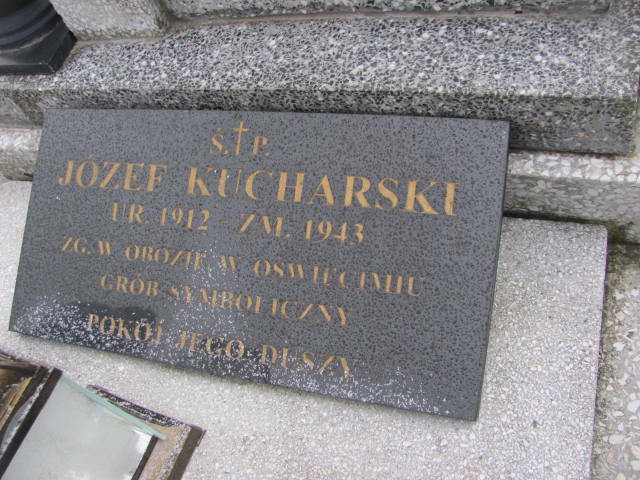 Ś.†P.
JÓZEF KUCHARSKI
UR. 1912 - ZM. 1943
ZG. W OBOZIE W OŚWIĘCIMIU
GRÓB SYMBOLICZNY
POKÓJ JEGO DUSZY